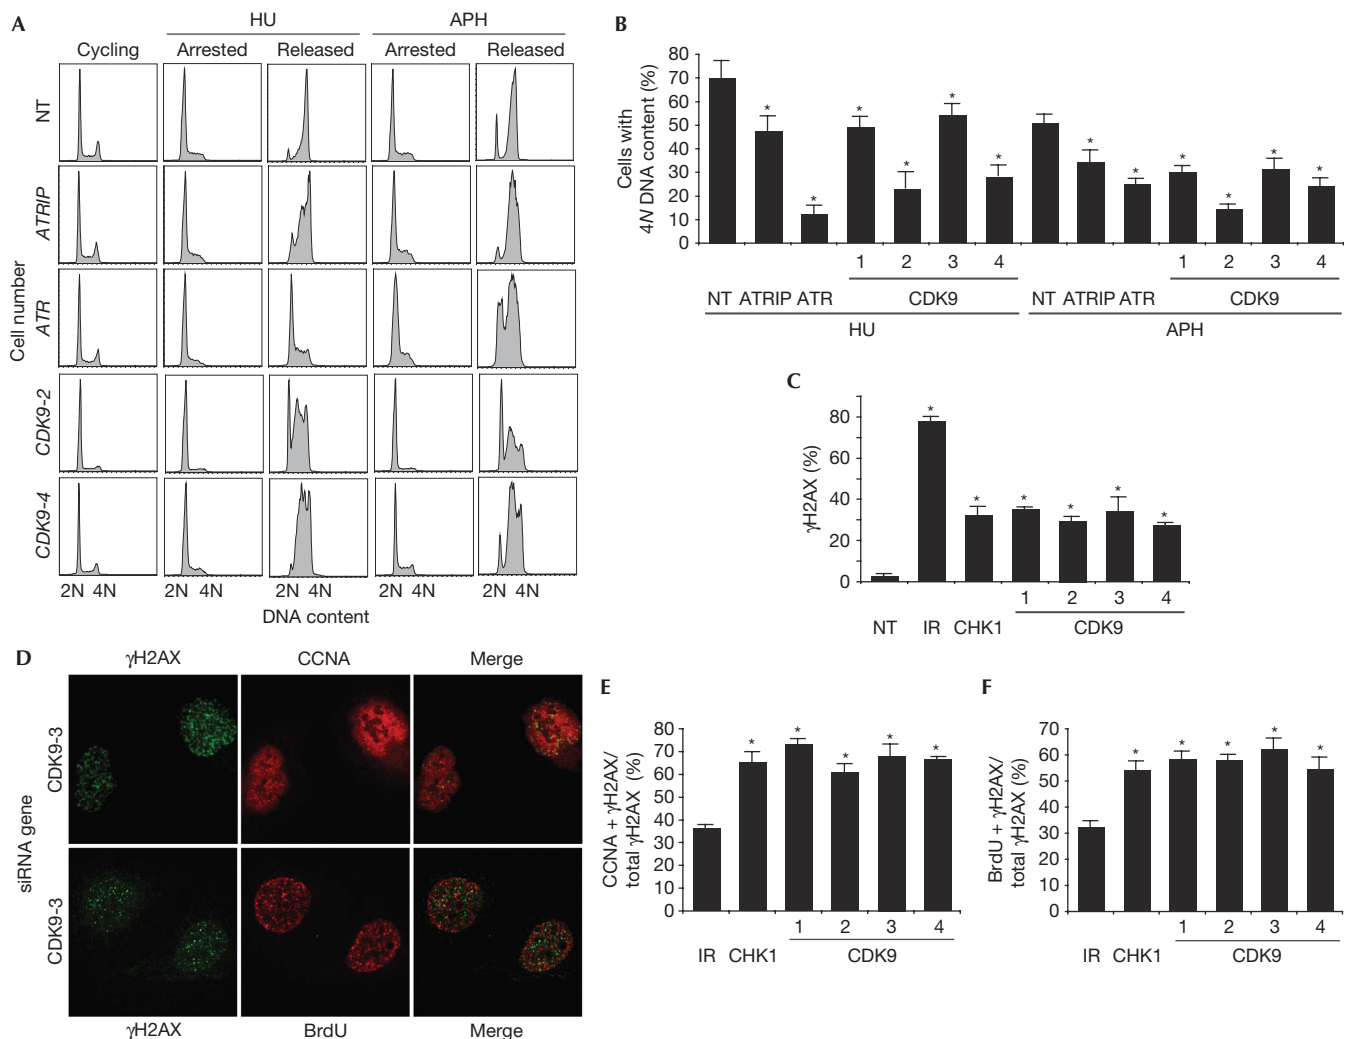 A
HU
APH
Cycling
Arrested
Released
Arrested
Released
Cell number
NT
ATRIP
ATR
CDK9-2
CDK9-4
2N 4N
2N 4N
2N 4N
2N 4N
2N 4N
DNA content
B
Cells with
4N DNA content (%)
80
70
60
50
40
30
20
10
0
* * * * * * * * * * * *
1 2 3 4 1 2 3 4
NT ATRIP ATR CDK9 NT ATRIP ATR CDK9
HU APH
C
γH2AX (%)
80
60
40
20
0
* * * * * *
1 2 3 4
NT IR CHK1 CDK9
D
γH2AX CCNA Merge
siRNA gene
CDK9-3
CDK9-3
γH2AX BrdU Merge
E
CCNA + γH2AX/
total γH2AX (%)
80
70
60
50
40
30
20
10
0
* * * * *
1 2 3 4
IR CHK1 CDK9
F
BrdU + γH2AX/
total γH2AX (%)
70
60
50
40
30
20
10
0
* * * * *
1 2 3 4
IR CHK1 CDK9